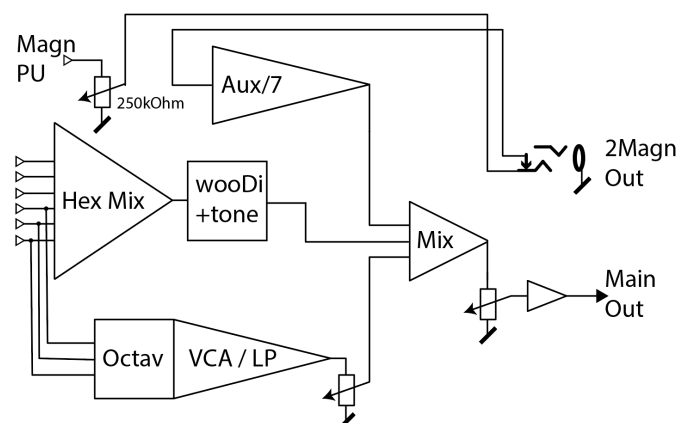 Magn
PU
250kOhm
Aux/7
2Magn
Out
Hex Mix
wooDi
+tone
Mix
Main
Out
Octav
VCA / LP